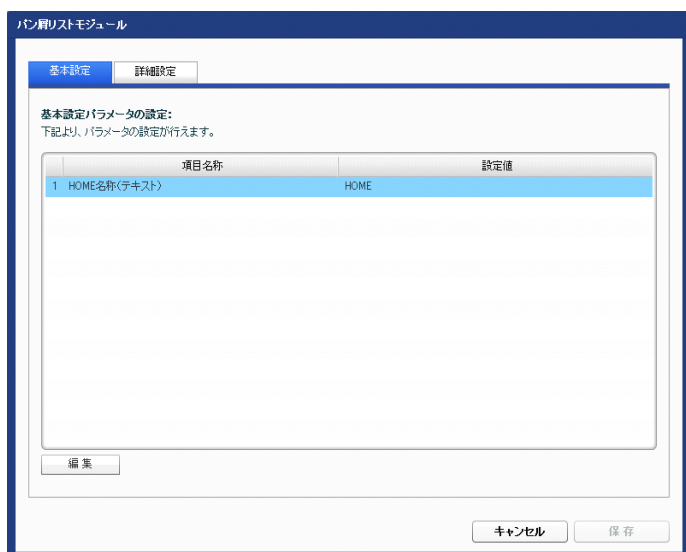 パン屑リストモジュール
基本設定 詳細設定
基本設定パラメータの設定:
下記より、パラメータの設定が行えます。
項目名称 設定値
1 HOME名称(テキスト) HOME
編集
キャンセル 保存